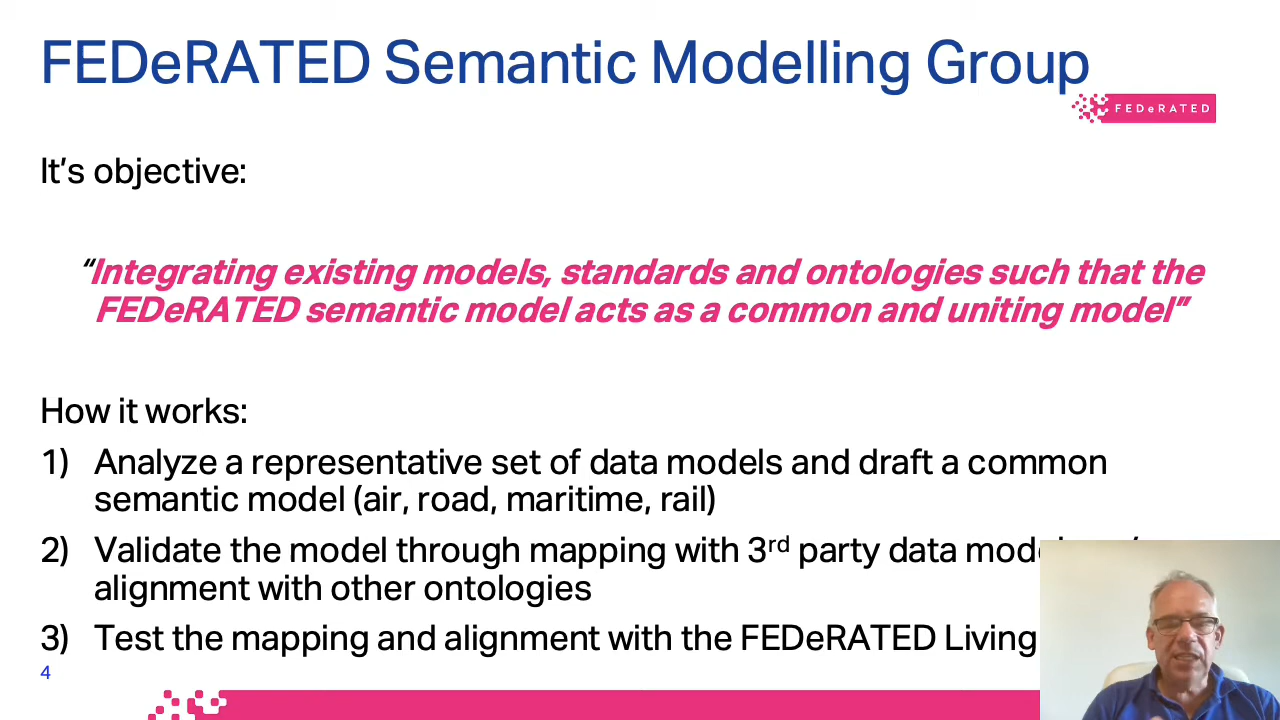 FEDeRATED Semantic Modelling Group
FEDeRATED
It's objective:
“Integrating existing models, standards and ontologies such that the
FEDeRATED semantic model acts as a common and uniting model”
How it works:
1) Analyze a representative set of data models and draft a common
semantic model (air, road, maritime, rail)
2) Validate the model through mapping with 3rd party data
alignment with other ontologies
3) Test the mapping and alignment with the FEDeRATED Living
4